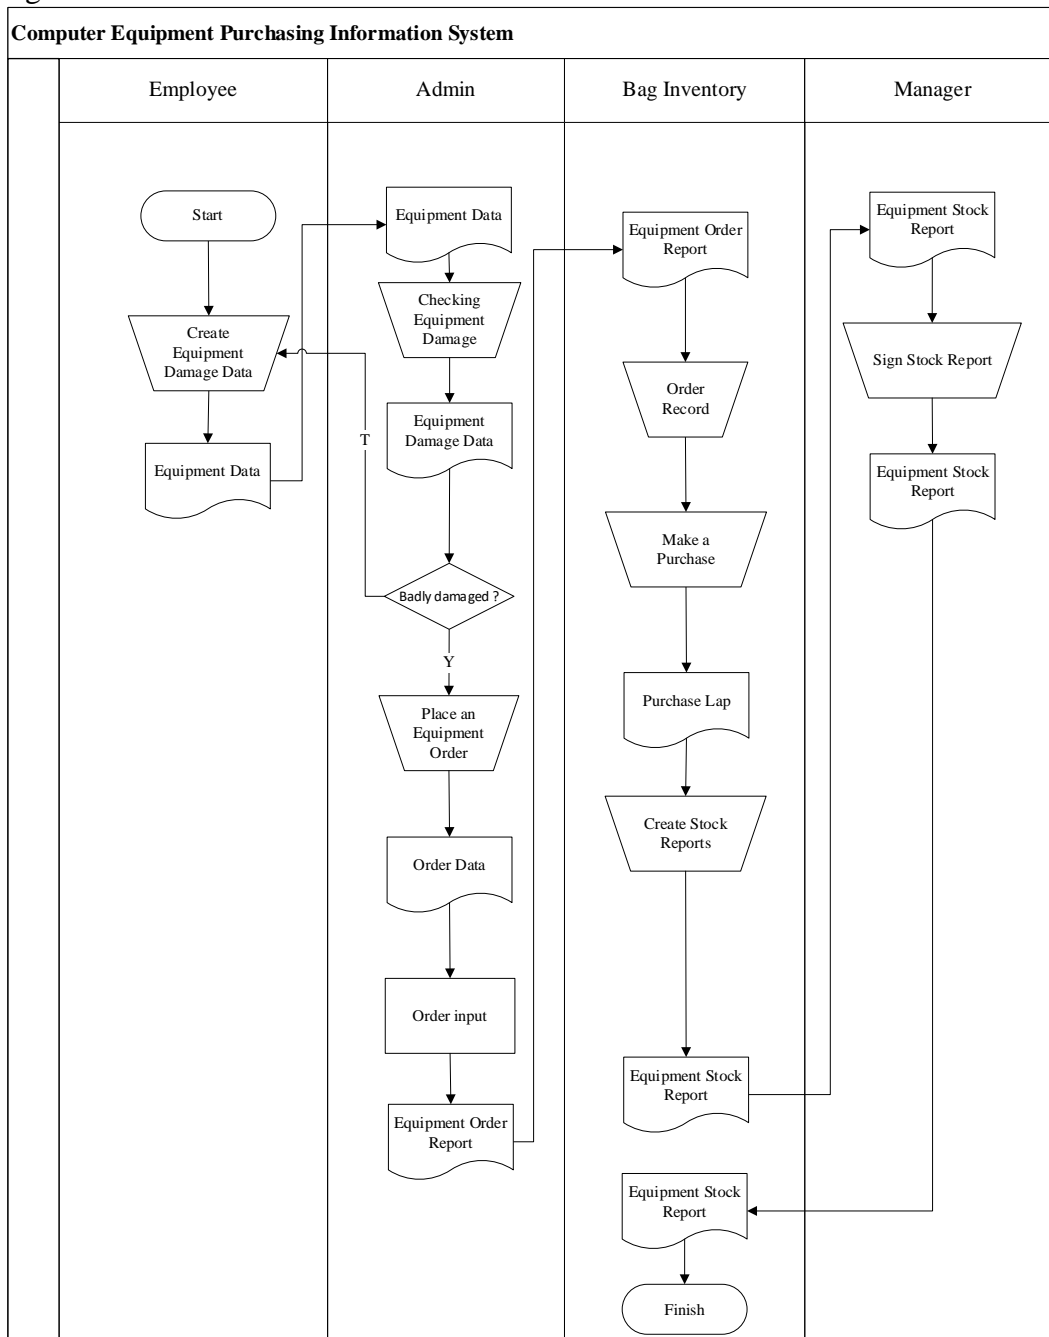 Computer Equipment Purchasing Information System
Employee
Admin
Bag Inventory
Manager
Start
Create
Equipment
Damage Data
Equipment Data
Equipment Data
Checking
Equipment
Damage
Equipment
Damage Data
T
Badly damaged ?
Y
Place an
Equipment
Order
Order Data
Order input
Equipment Order
Report
Equipment Order
Report
Order
Record
Make a
Purchase
Purchase Lap
Create Stock
Reports
Equipment Stock
Report
Equipment Stock
Report
Finish
Equipment Stock
Report
Sign Stock Report
Equipment Stock
Report